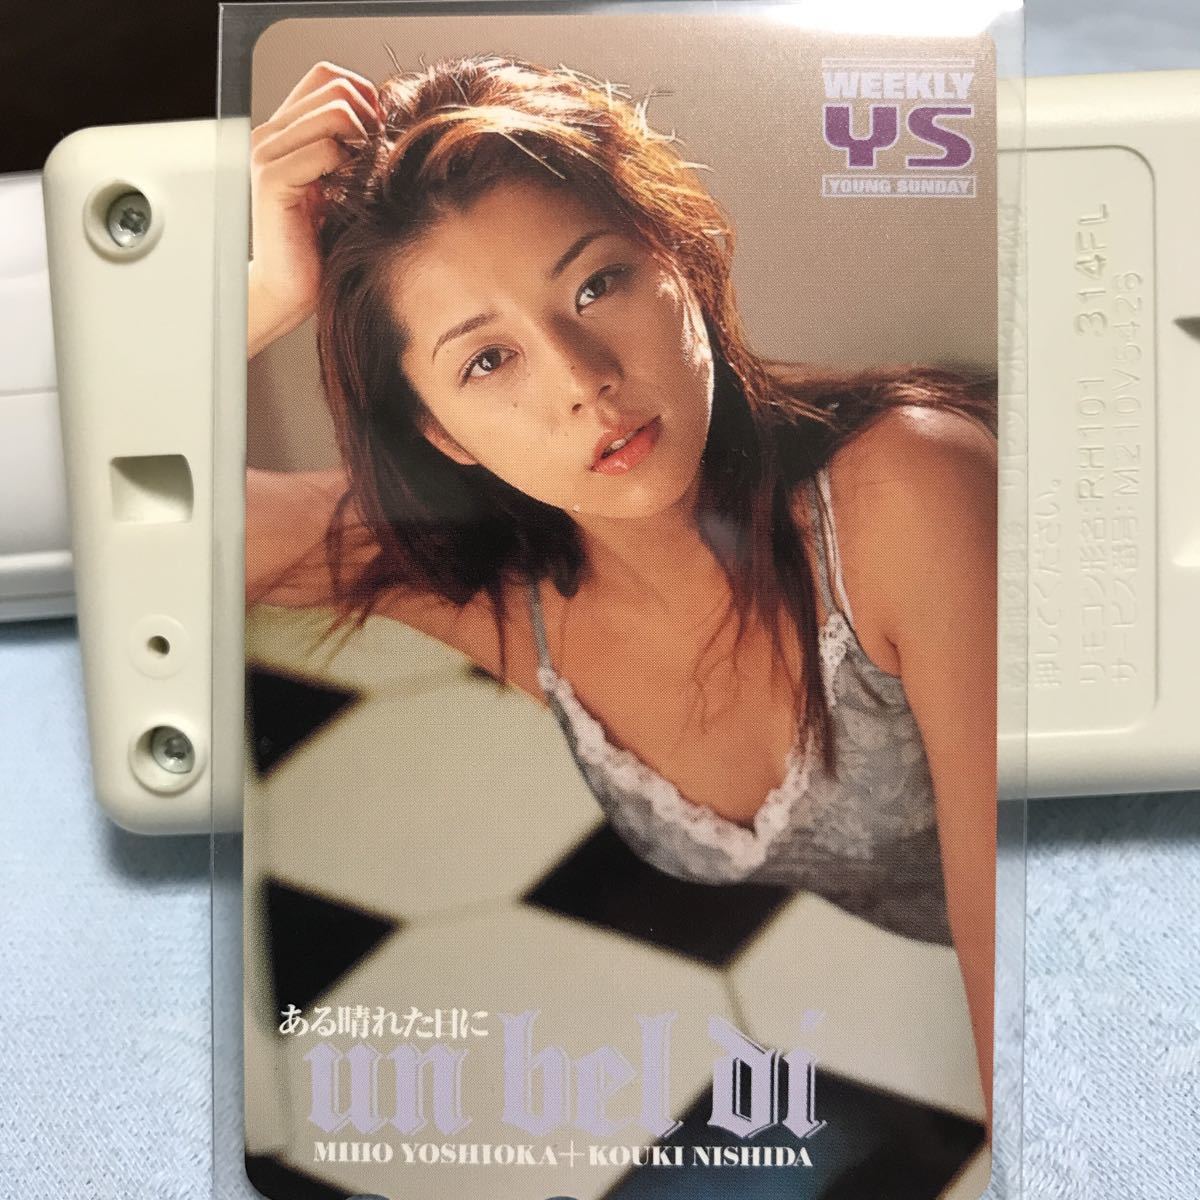 WEEKLY
YS
YOUNG SUNDAY
ある晴れた日に
un bel di
MIHO YOSHIOKA+KOUKI NISHIDA
押してください。
リモコン形名:RH101 314FL
サービス番号:M21 0V5426